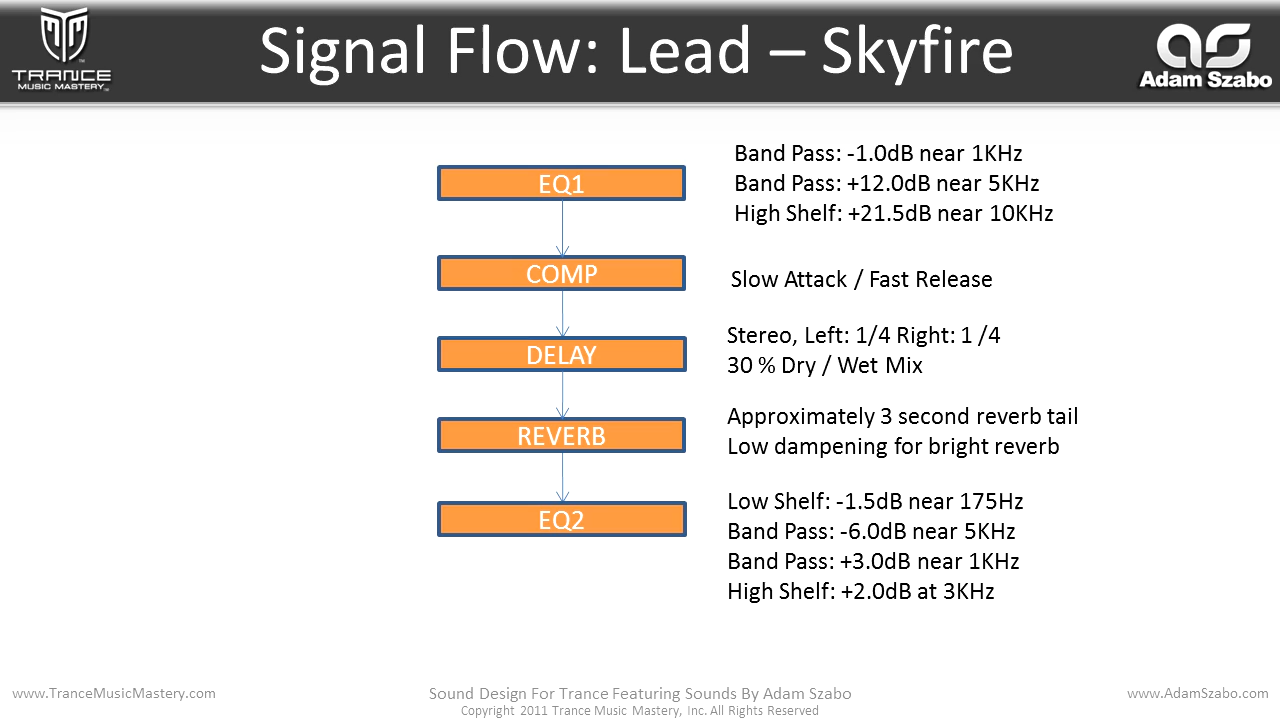 TRANCE
MUSIC MASTERY
Signal Flow: Lead – Skyfire
Adam Szabo
EQ1
Band Pass: -1.0dB near 1KHz
Band Pass: +12.0dB near 5KHz
High Shelf: +21.5dB near 10KHz
COMP
Slow Attack / Fast Release
DELAY
Stereo, Left: 1/4 Right: 1 /4
30 % Dry / Wet Mix
REVERB
Approximately 3 second reverb tail
Low dampening for bright reverb
EQ2
Low Shelf: -1.5dB near 175Hz
Band Pass: -6.0dB near 5KHz
Band Pass: +3.0dB near 1KHz
High Shelf: +2.0dB at 3KHz
www.TranceMusicMastery.com
Sound Design For Trance Featuring Sounds By Adam Szabo
Copyright 2011 Trance Music Mastery, Inc. All Rights Reserved
www.AdamSzabo.com